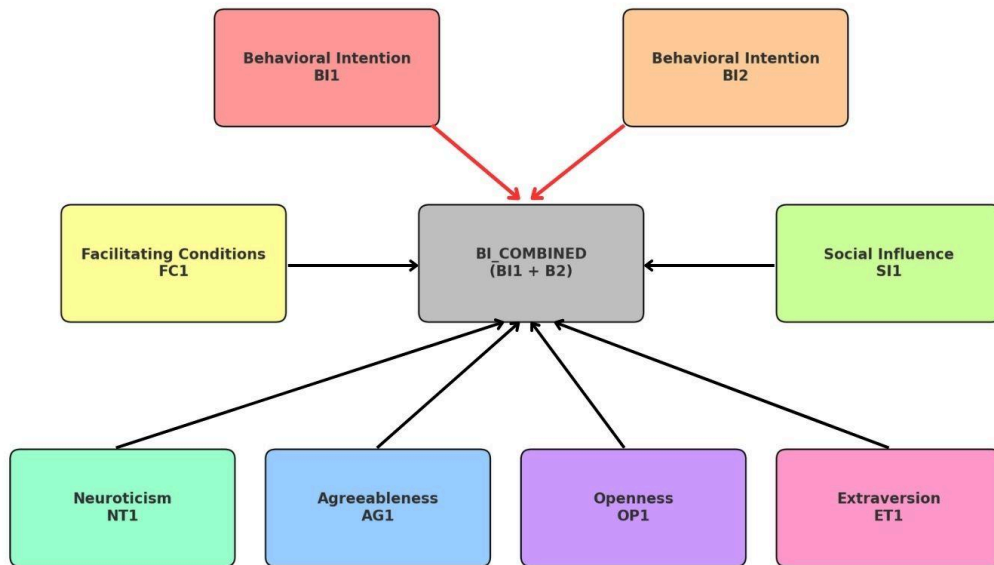 Behavioral Intention
BI1
Behavioral Intention
BI2
Facilitating Conditions
FC1
BI_COMBINED
(BI1 + B2)
Social Influence
SI1
Neuroticism
NT1
Agreeableness
AG1
Openness
OP1
Extraversion
ET1